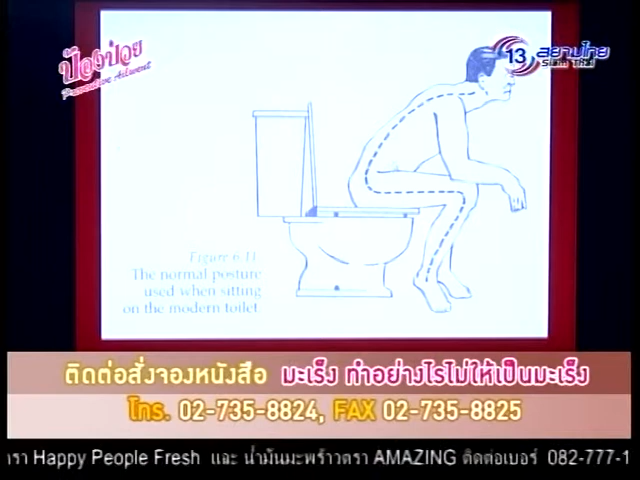 ป้องป่วย
Preventive Ailment
13 สยามไทย
Siam Thai
Figure 6.11
The normal posture
used when sitting
on the modern toilet
ติดต่อสั่งจองหนังสือ มะเร็ง ทำอย่างไรไม่ให้เป็นมะเร็ง
โทร. 02-735-8824, FAX 02-735-8825
ตรา Happy People Fresh และ น้ำมันมะพร้าวตรา AMAZING ติดต่อเบอร์ 082-777-1